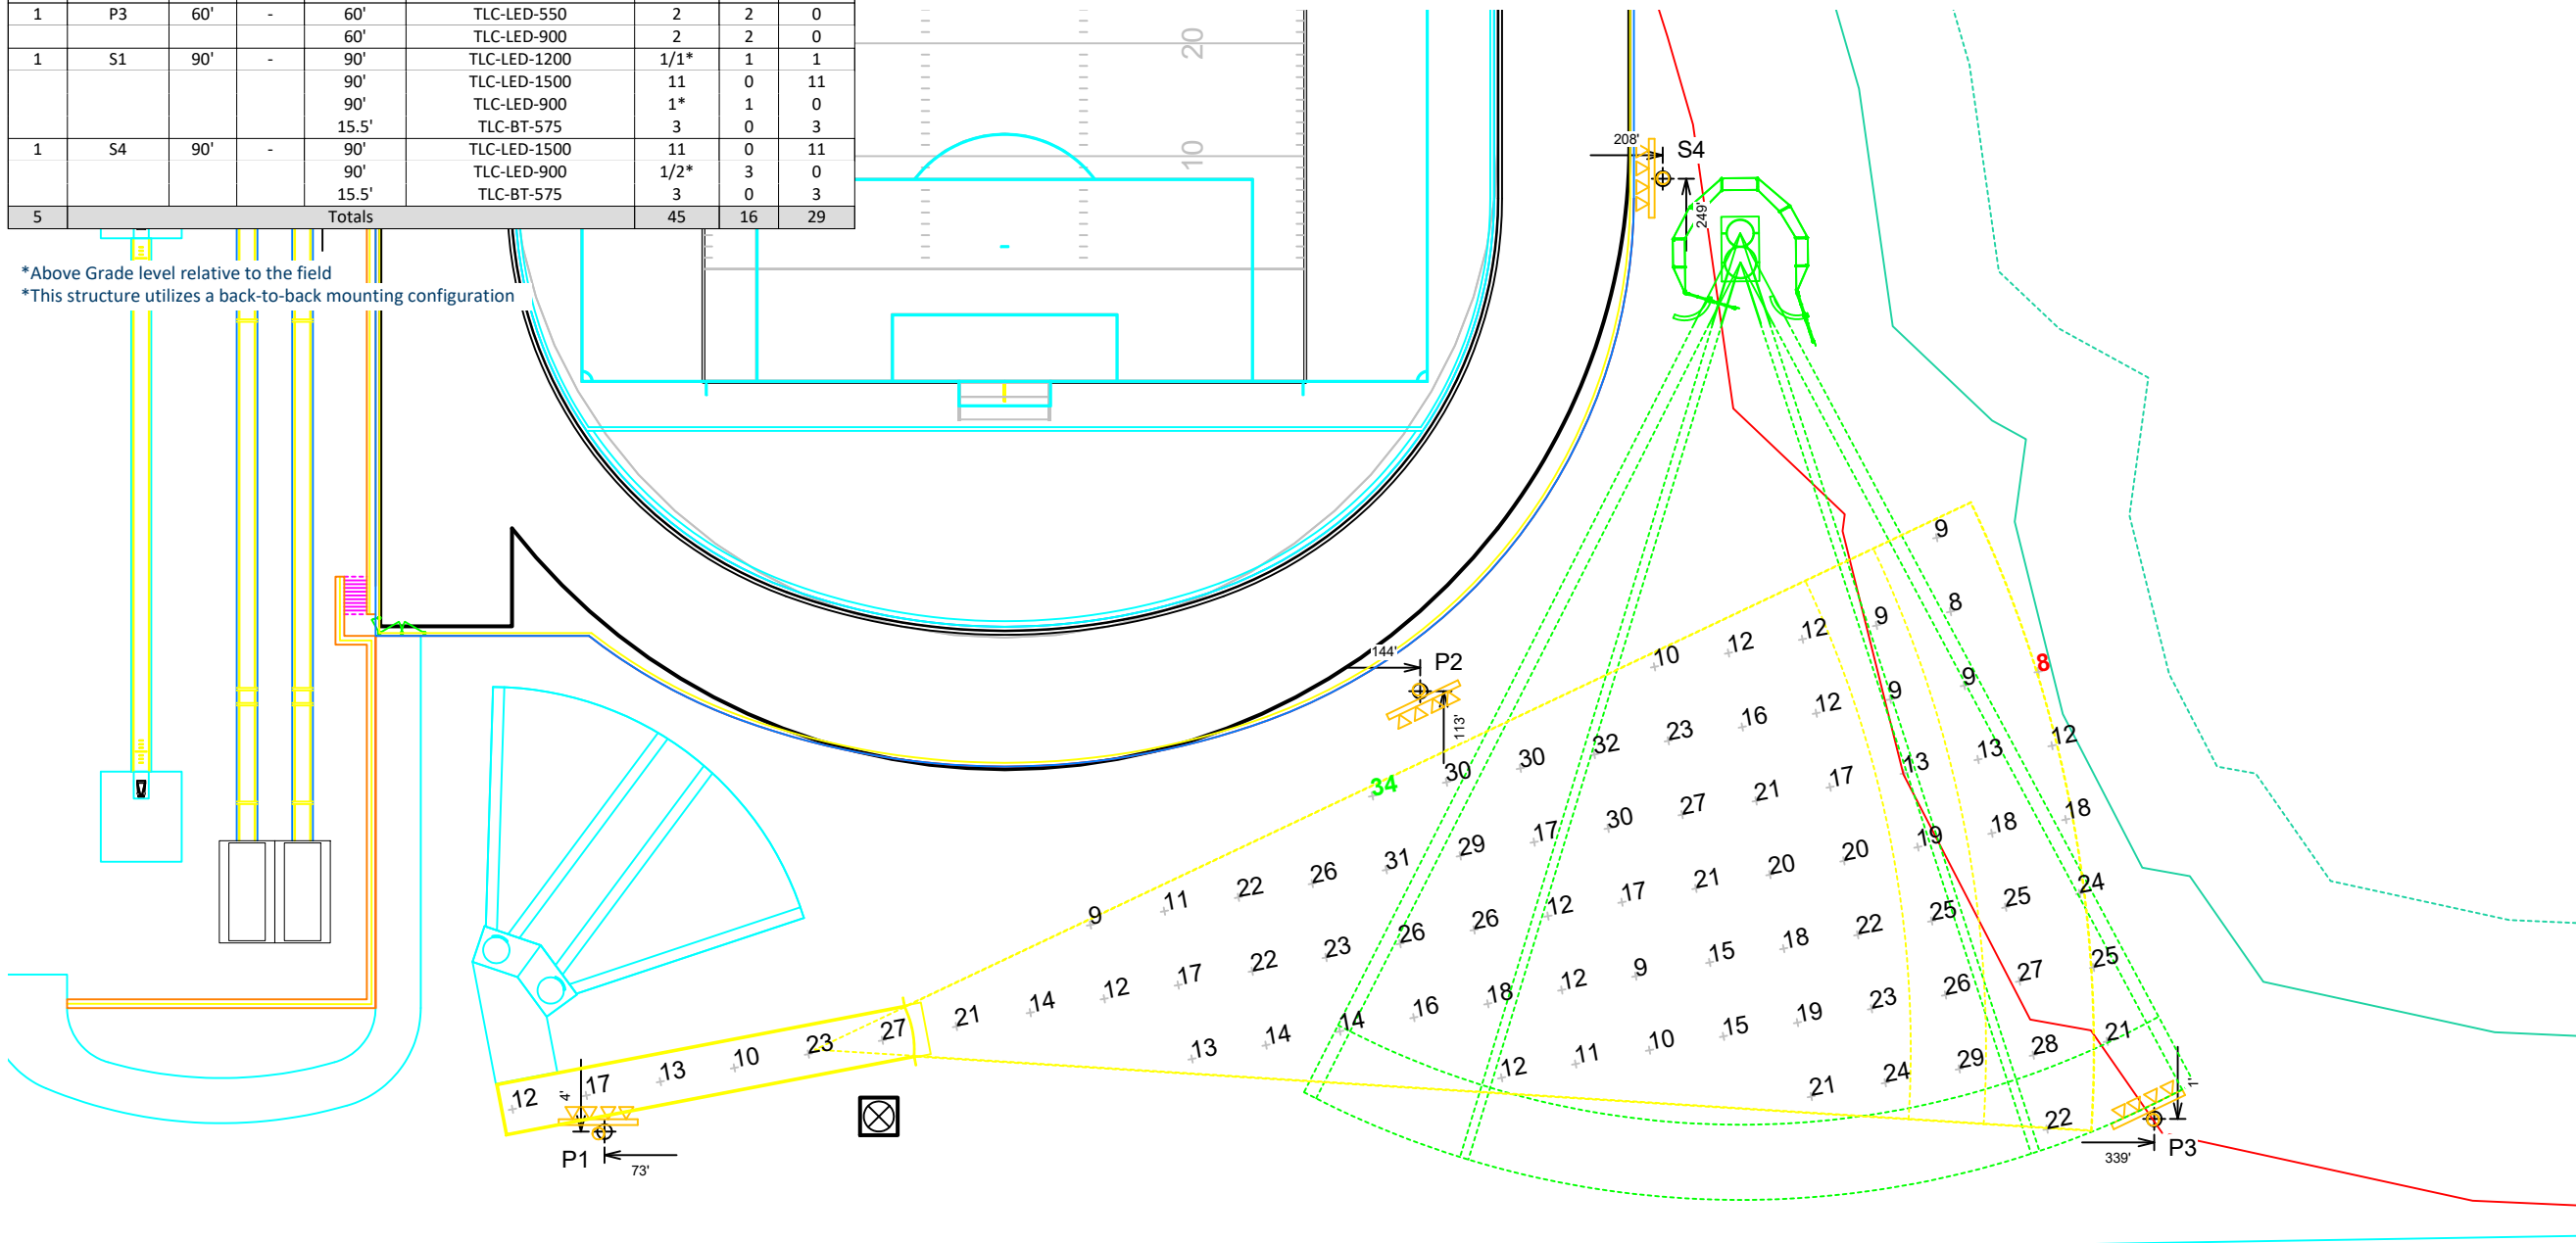 1 P3 60' - 60' TLC-LED-550 2 2 0
60' TLC-LED-900 2 2 0
1 S1 90' - 90' TLC-LED-1200 1/1* 1 1
90' TLC-LED-1500 11 0 11
90' TLC-LED-900 1* 1 0
15.5' TLC-BT-575 3 0 3
1 S4 90' - 90' TLC-LED-1500 11 0 11
90' TLC-LED-900 1/2* 3 0
15.5' TLC-BT-575 3 0 3
5 Totals 45 16 29
*Above Grade level relative to the field
*This structure utilizes a back-to-back mounting configuration
20
10
208'
S4
249'
144'
P2
113'
9
8
8
10 12 12 9 9 12
30 30 32 23 16 12 9 13 18
34
9 11 22 26 31 29 17 30 27 21 17 13 18 24
21 14 12 17 22 23 26 26 12 17 21 20 20 19 25 25
12 17 13 10 23 27
13 14 14 16 18 12 9 15 18 22 25 27 21
12 11 10 15 19 23 26 28
21 24 29 22
4'
P1
73'
1'
339'
P3